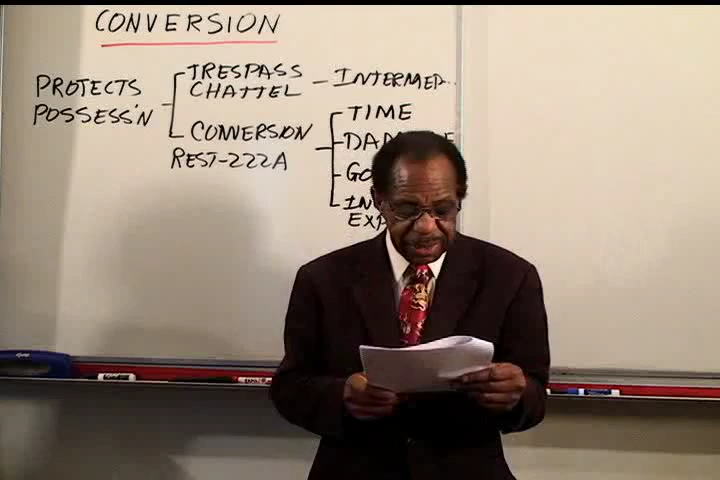 CONVERSION
PROTECTS
POSSESS'N
TRESPASS
CHATTEL - INTERMED..
CONVERSION
REST-222A
TIME